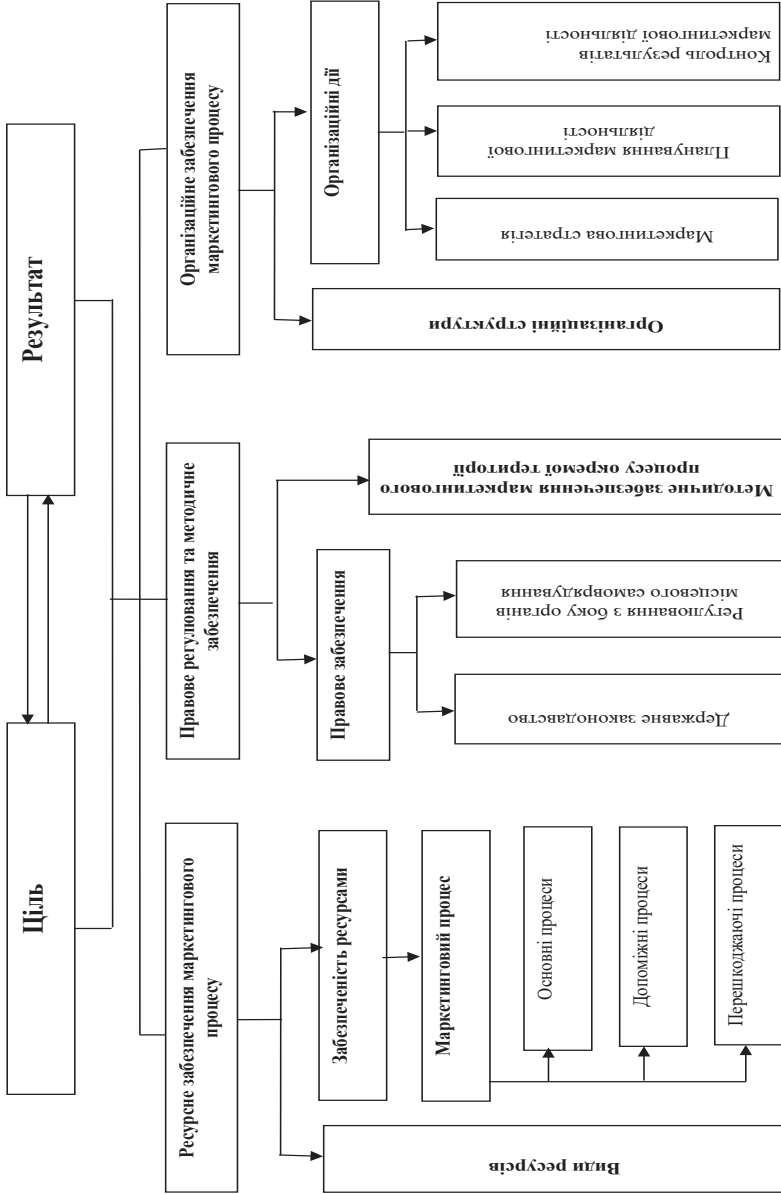 Ціль
Результат
Ресурсне забезпечення маркетингового
процесу
Правове регулювання та методичне
забезпечення
Організаційне забезпечення
маркетингового процесу
Види ресурсів
Забезпеченість ресурсами
Маркетинговий процес
Основні процеси
Допоміжні процеси
Перешкоджаючі процеси
Правове забезпечення
Державне законодавство
Регулювання з боку органів
місцевого самоврядування
Методичне забезпечення маркетингового
процесу окремої території
Організаційні структури
Організаційні дії
Маркетингова стратегія
Планування маркетингової
діяльності
Контроль результатів
маркетингової діяльності